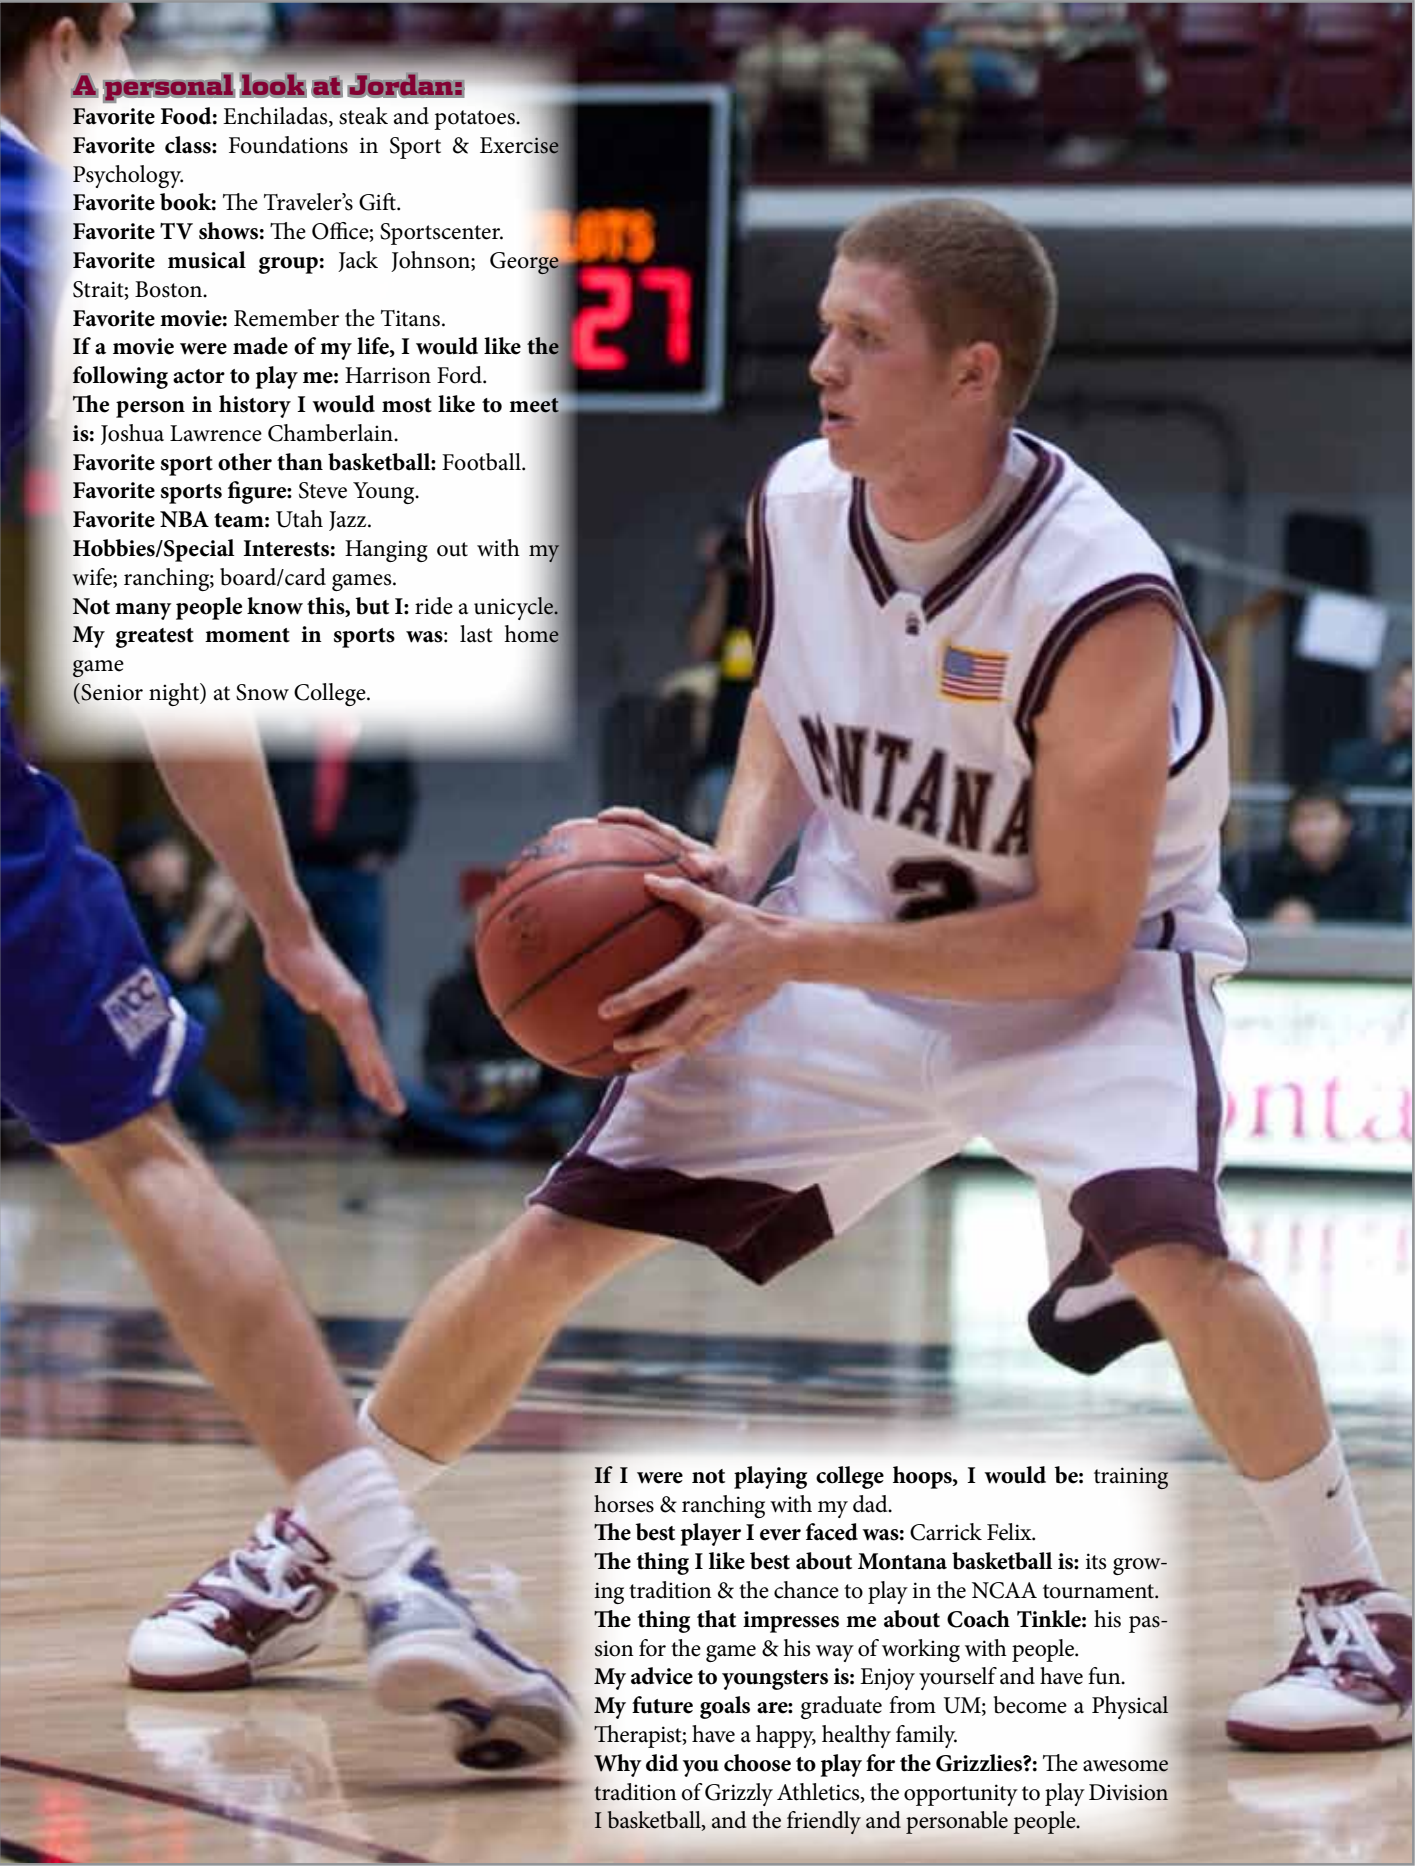 A personal look at Jordan:
Favorite Food: Enchiladas, steak and potatoes.
Favorite class: Foundations in Sport & Exercise
Psychology.
Favorite book: The Traveler’s Gift.
Favorite TV shows: The Office; Sportscenter.
Favorite musical group: Jack Johnson; George
Strait; Boston.
Favorite movie: Remember the Titans.
If a movie were made of my life, I would like the
following actor to play me: Harrison Ford.
The person in history I would most like to meet
is: Joshua Lawrence Chamberlain.
Favorite sport other than basketball: Football.
Favorite sports figure: Steve Young.
Favorite NBA team: Utah Jazz.
Hobbies/Special Interests: Hanging out with my
wife; ranching; board/card games.
Not many people know this, but I: ride a unicycle.
My greatest moment in sports was: last home
game
(Senior night) at Snow College.
27
MNTANA
2
WCC
onta
If I were not playing college hoops, I would be: training
horses & ranching with my dad.
The best player I ever faced was: Carrick Felix.
The thing I like best about Montana basketball is: its grow-
ing tradition & the chance to play in the NCAA tournament.
The thing that impresses me about Coach Tinkle: his pas-
sion for the game & his way of working with people.
My advice to youngsters is: Enjoy yourself and have fun.
My future goals are: graduate from UM; become a Physical
Therapist; have a happy, healthy family.
Why did you choose to play for the Grizzlies?: The awesome
tradition of Grizzly Athletics, the opportunity to play Division
I basketball, and the friendly and personable people.